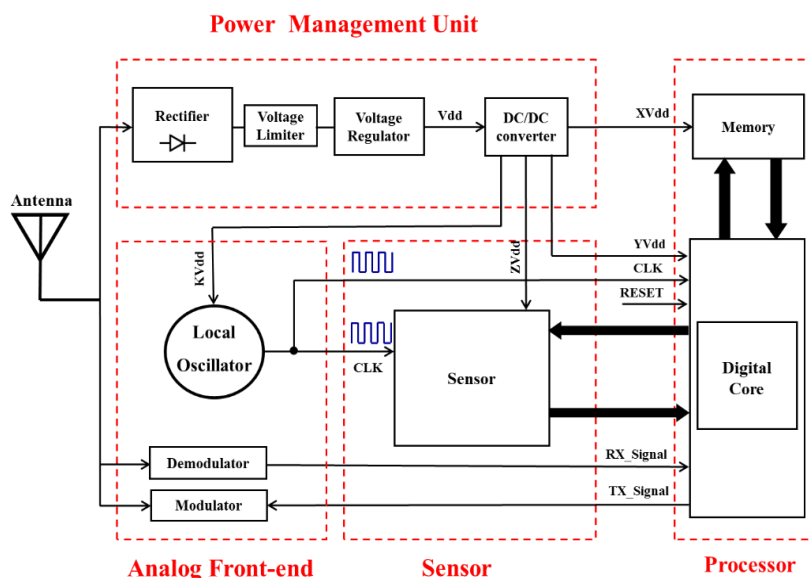 Power Management Unit
Rectifier
Voltage
Limiter
Voltage
Regulator
Vdd
DC/DC
converter
XVdd
Memory
Antenna
KVdd
ZVdd
YVdd
CLK
RESET
Local
Oscillator
CLK
Sensor
Digital
Core
Demodulator
RX_Signal
Modulator
TX_Signal
Analog Front-end
Sensor
Processor